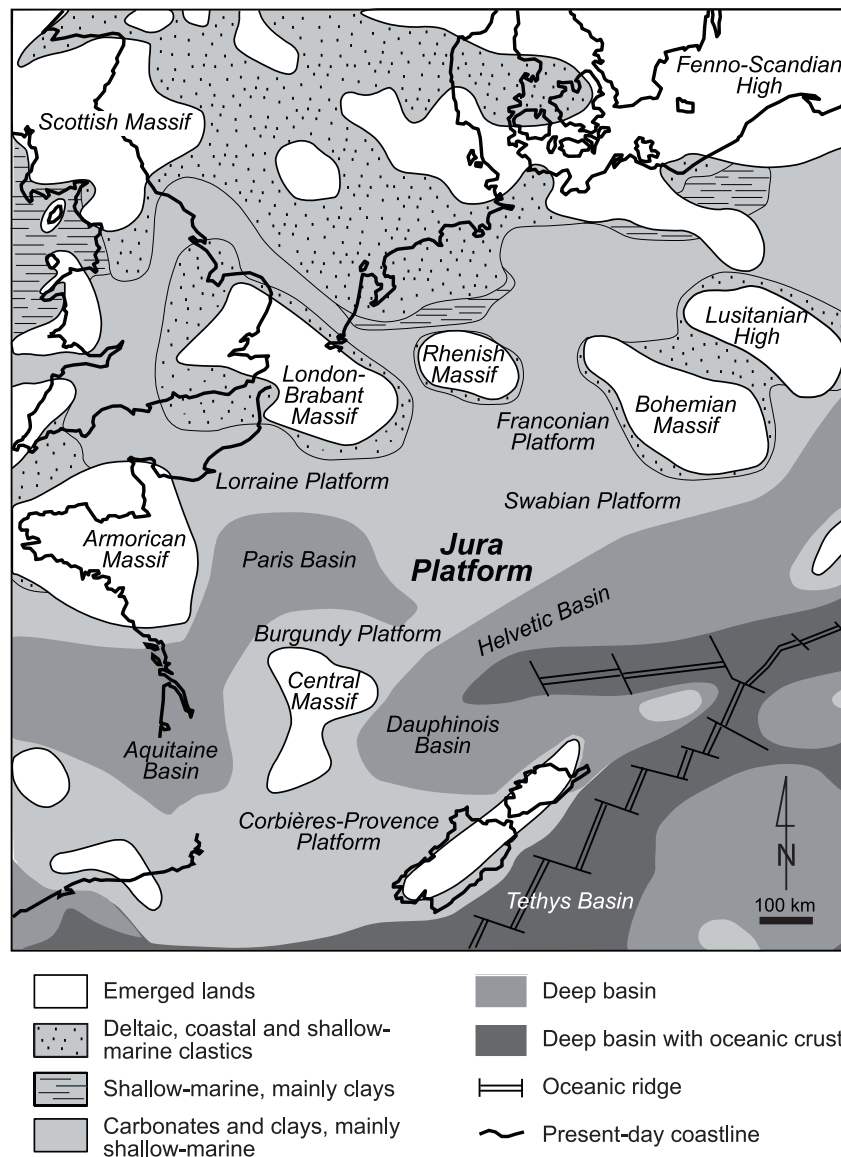 Fenno-Scandian
High
Scottish Massif
Lusitanian
High
Rhenish
Massif
London-
Brabant
Massif
Bohemian
Massif
Franconian
Platform
Lorraine Platform
Swabian Platform
Armorican
Massif
Paris Basin
Jura
Platform
Helvetic Basin
Burgundy Platform
Central
Massif
Dauphinois
Basin
Aquitaine
Basin
Corbières-Provence
Platform
Tethys Basin
N
100 km
Emerged lands
Deltaic, coastal and shallow-
marine clastics
Shallow-marine, mainly clays
Carbonates and clays, mainly
shallow-marine
Deep basin
Deep basin with oceanic crust
Oceanic ridge
Present-day coastline